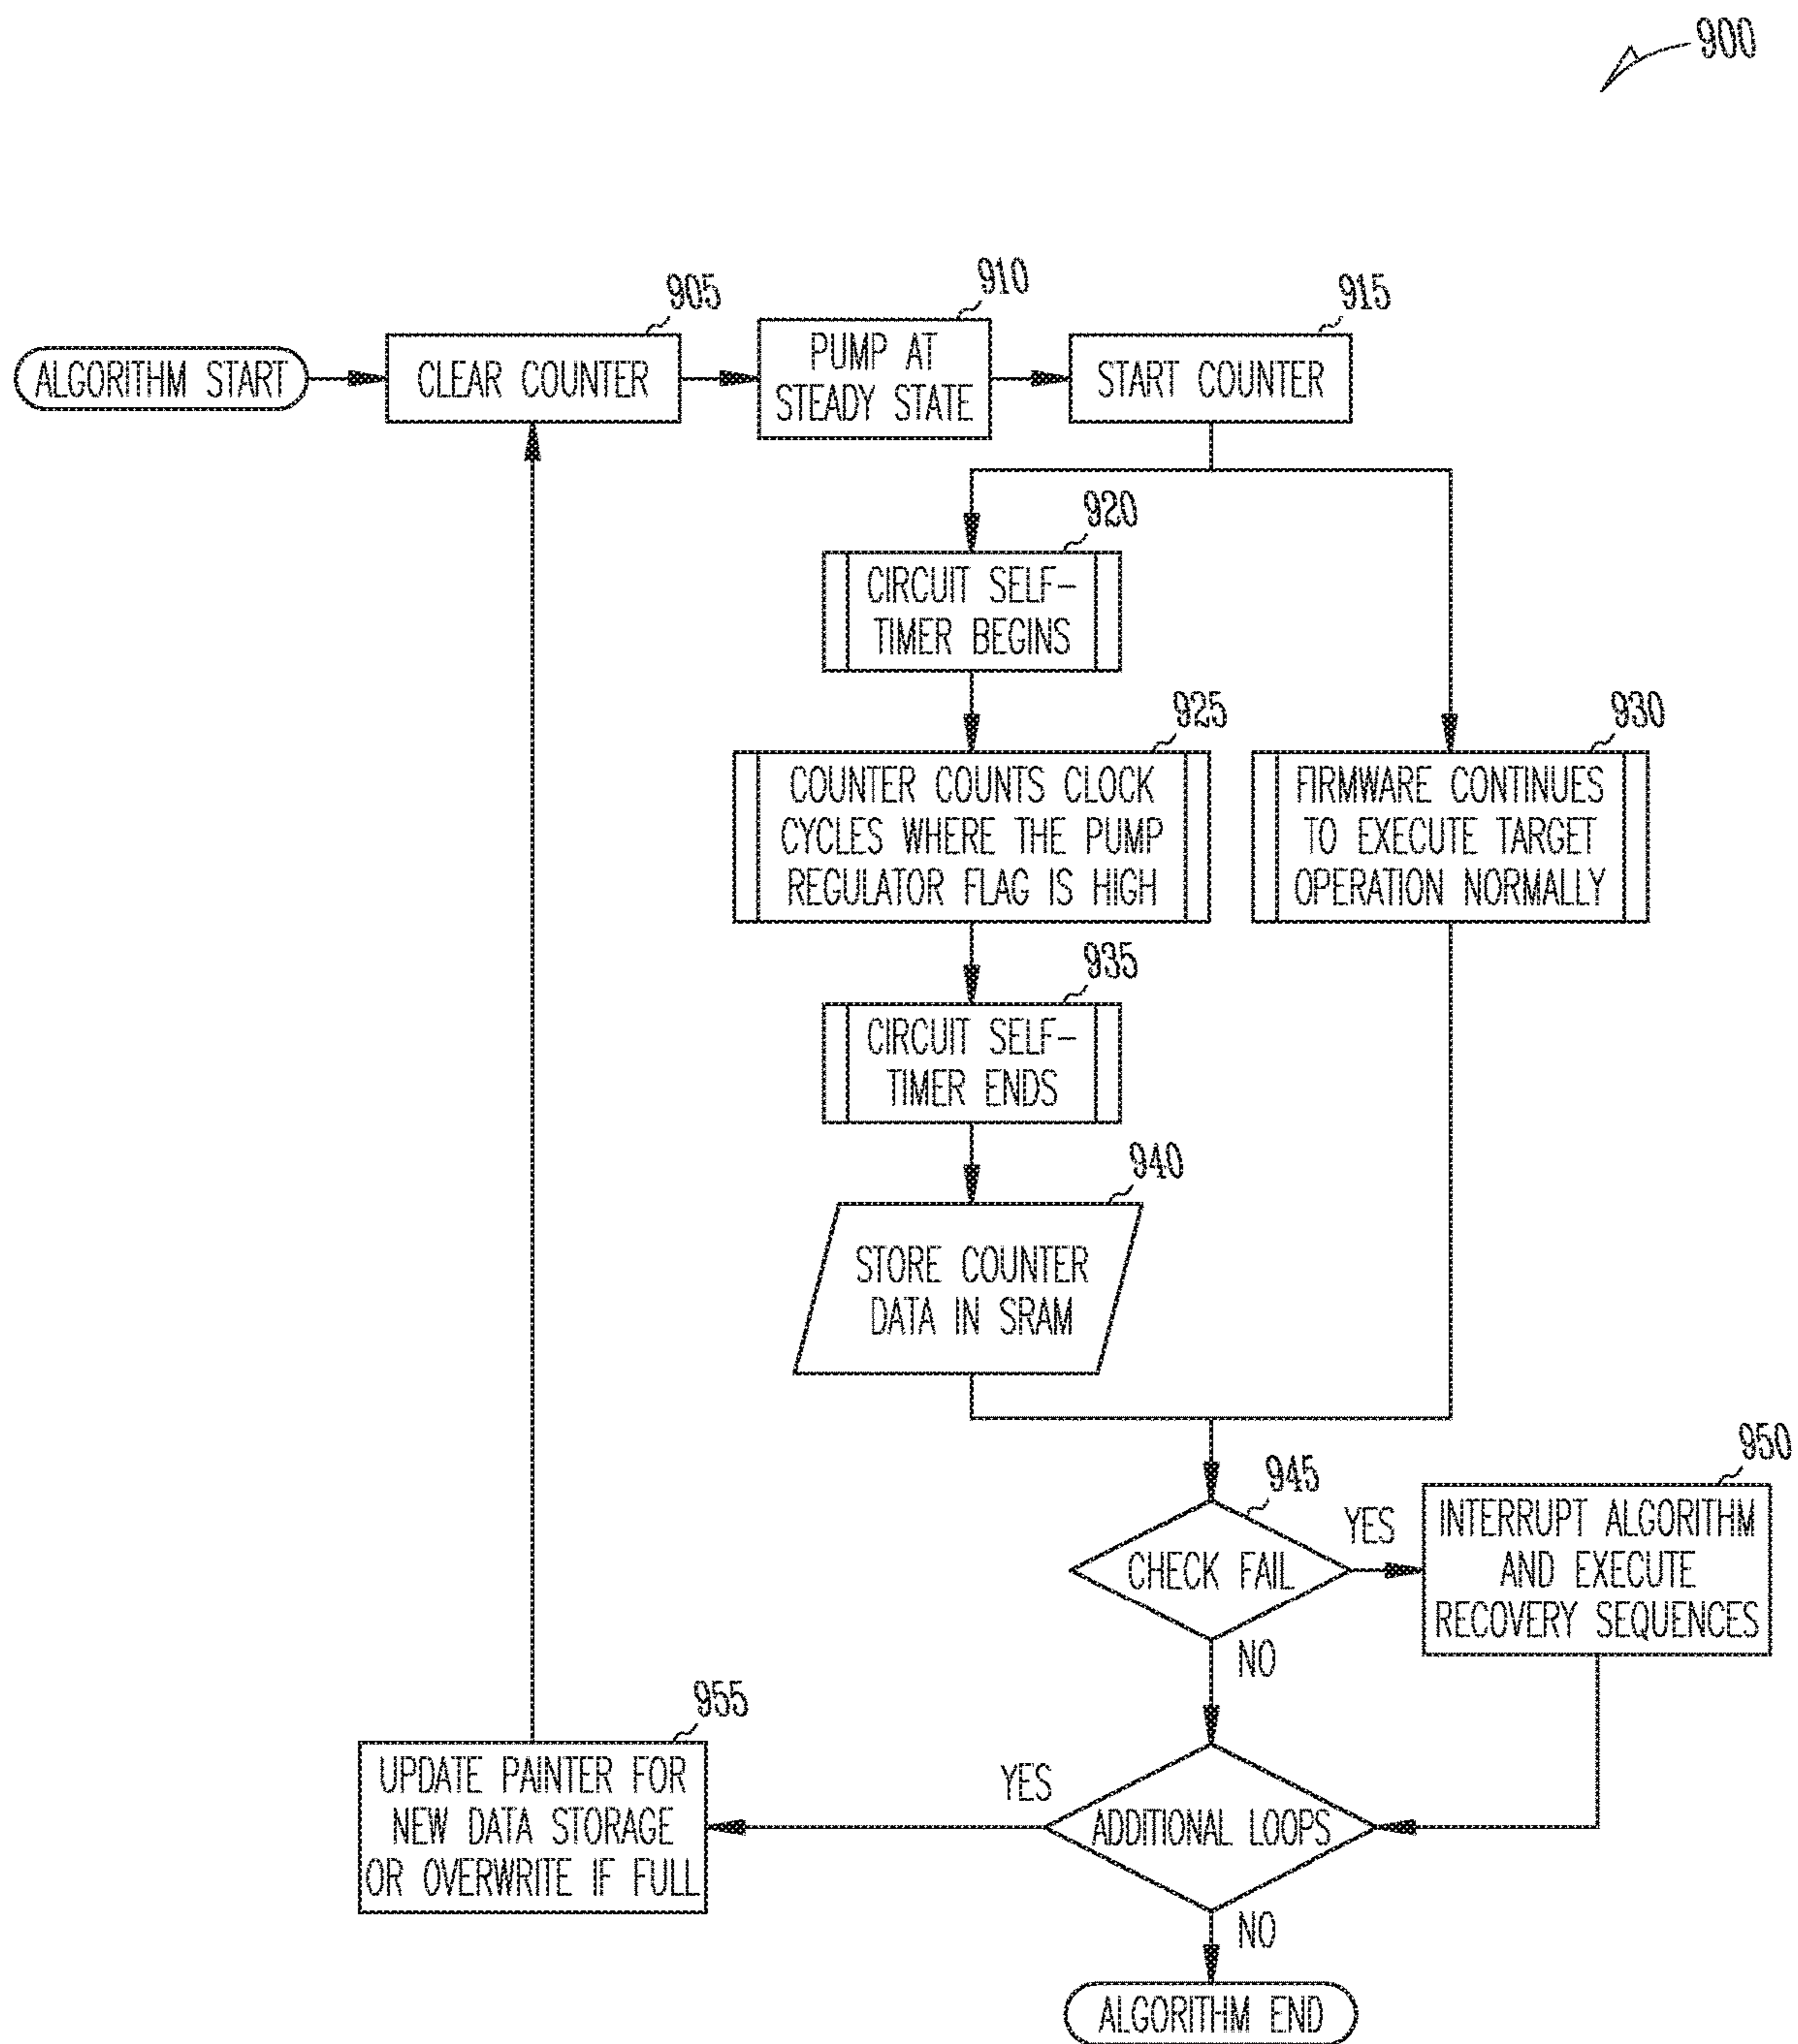 900
905
910
915
ALGORITHM START
CLEAR COUNTER
PUMP AT
STEADY STATE
START COUNTER
920
CIRCUIT SELF-
TIMER BEGINS
925
COUNTER COUNTS CLOCK
CYCLES WHERE THE PUMP
REGULATOR FLAG IS HIGH
930
FIRMWARE CONTINUES
TO EXECUTE TARGET
OPERATION NORMALLY
935
CIRCUIT SELF-
TIMER ENDS
940
STORE COUNTER
DATA IN SRAM
945
CHECK FAIL
YES
NO
950
INTERRUPT ALGORITHM
AND EXECUTE
RECOVERY SEQUENCES
955
UPDATE PAINTER FOR
NEW DATA STORAGE
OR OVERWRITE IF FULL
YES
ADDITIONAL LOOPS
NO
ALGORITHM END